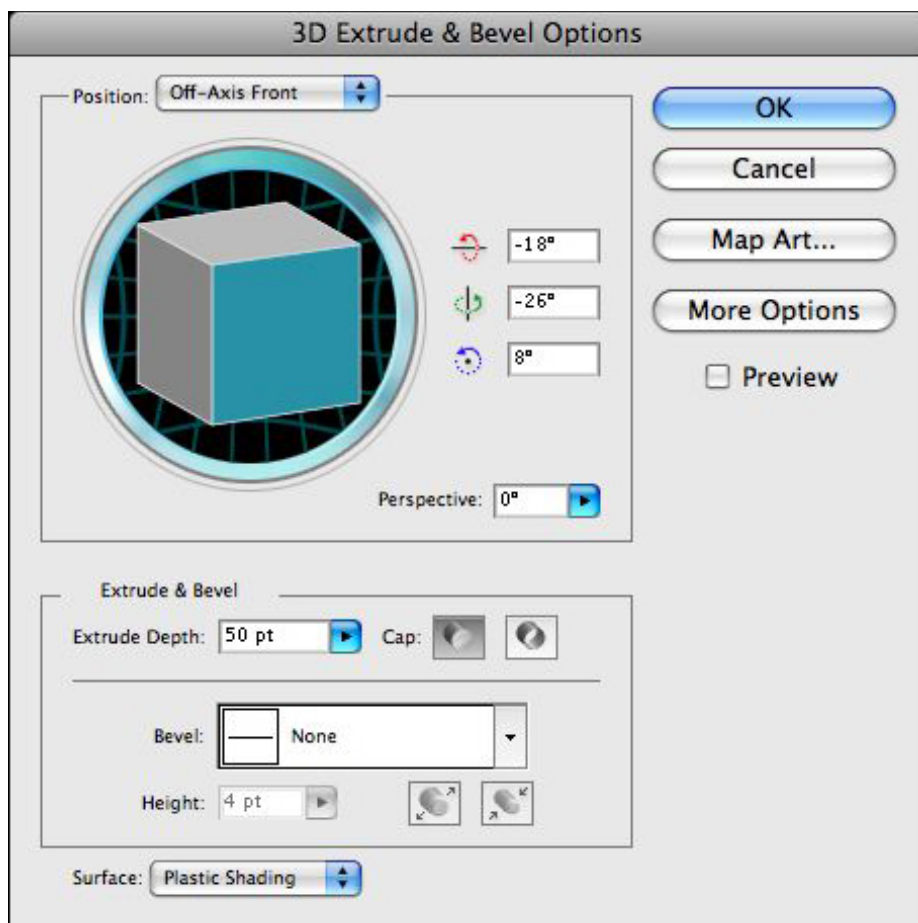 3D Extrude & Bevel Options
Position: Off-Axis Front
OK
Cancel
Map Art...
More Options
Preview
-18°
-26°
8°
Perspective: 0°
Extrude & Bevel
Extrude Depth: 50 pt Cap:
Bevel: None
Height: 4 pt
Surface: Plastic Shading